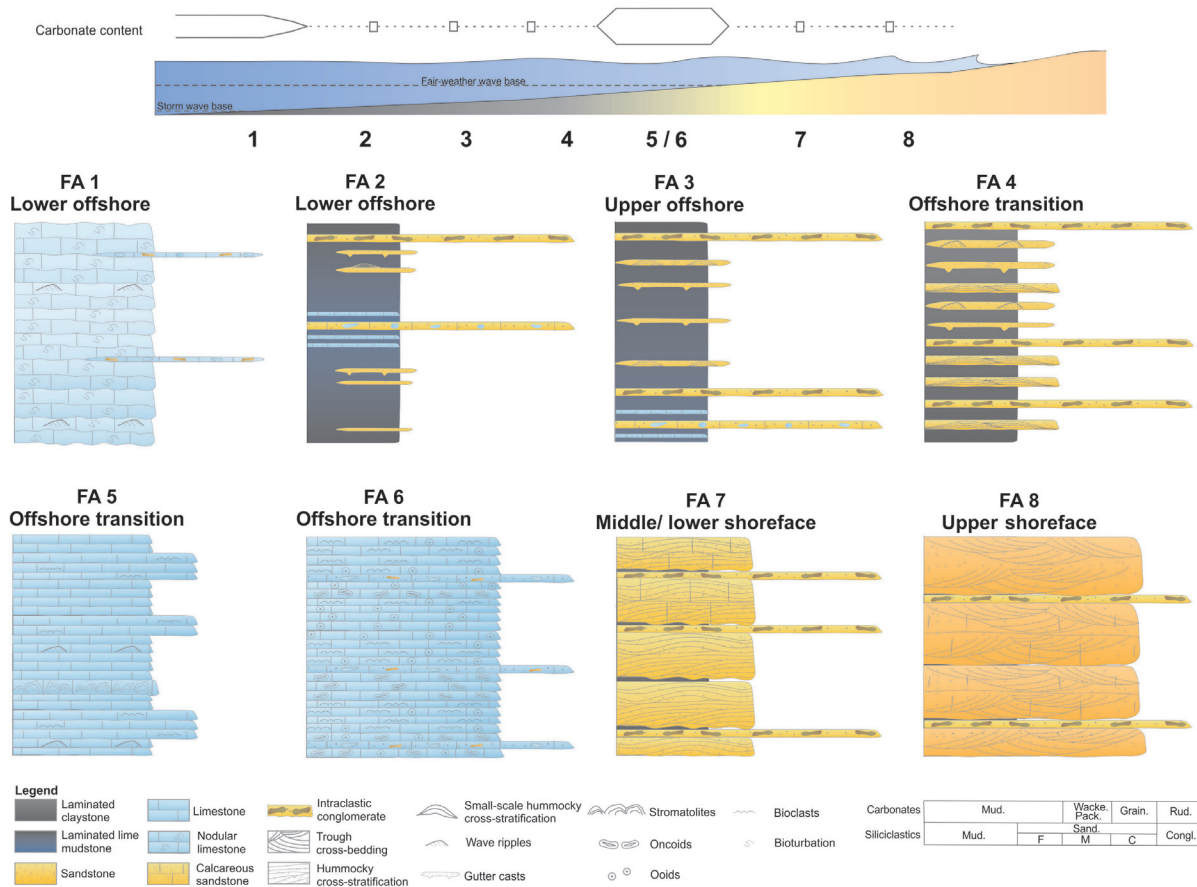 Carbonate content
Fair-weather wave base
Storm wave base
1 2 3 4 5 / 6 7 8
FA 1
Lower offshore
FA 2
Lower offshore
FA 3
Upper offshore
FA 4
Offshore transition
FA 5
Offshore transition
FA 6
Offshore transition
FA 7
Middle/ lower shoreface
FA 8
Upper shoreface
Legend
Laminated
claystone
Limestone
Intraclastic
conglomerate
Small-scale hummocky
cross-stratification
Stromatolites
Bioclasts
Laminated lime
mudstone
Nodular
limestone
Trough
cross-bedding
Wave ripples
Oncoids
Bioturbation
Sandstone
Calcareous
sandstone
Hummocky
cross-stratification
Gutter casts
Ooids
Carbonates Mud. Wacke. Pack. Grain. Rud.
Siliciclastics Mud. Sand. F M C Congl.